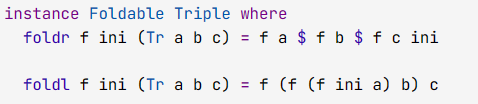 instance Foldable Triple where
  foldr f ini (Tr a b c) = f a $ f b $ f c ini
  foldl f ini (Tr a b c) = f (f (f ini a) b) c